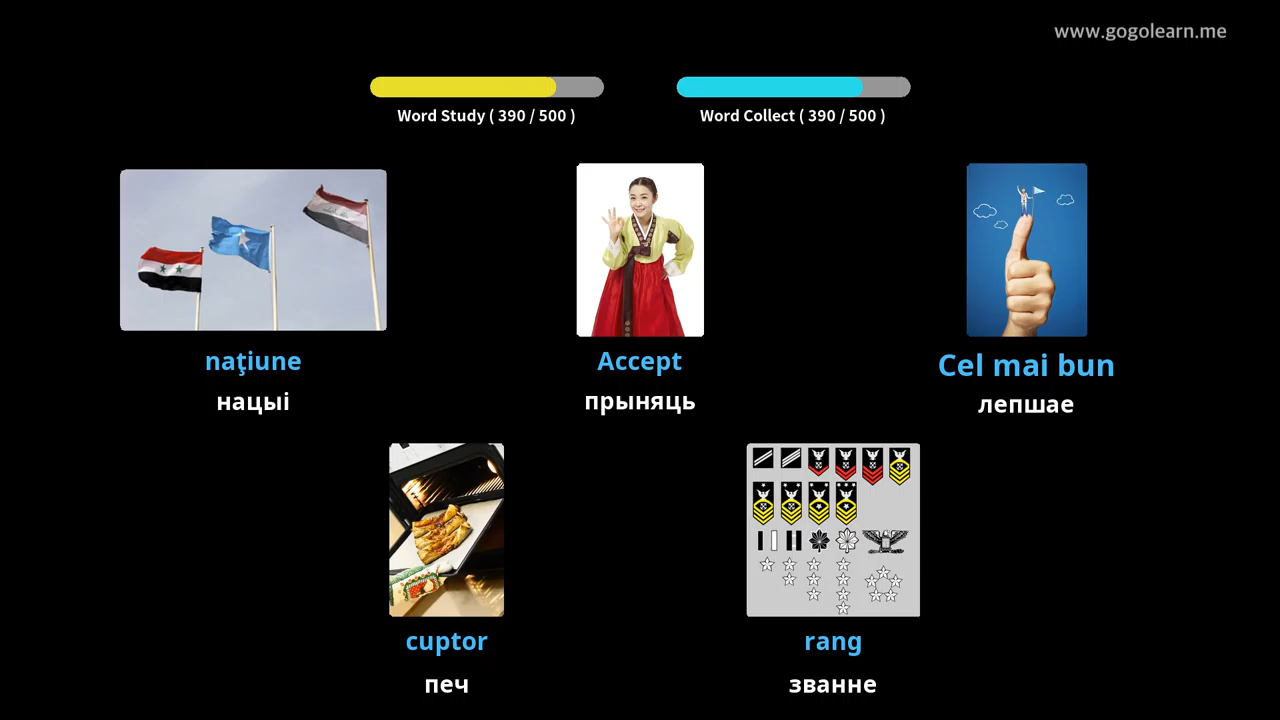 www.gogolearn.me
Word Study ( 390 / 500 )
Word Collect ( 390 / 500 )
naţiune
нацыі
Accept
прыняць
Cel mai bun
лепшае
cuptor
печ
rang
званне